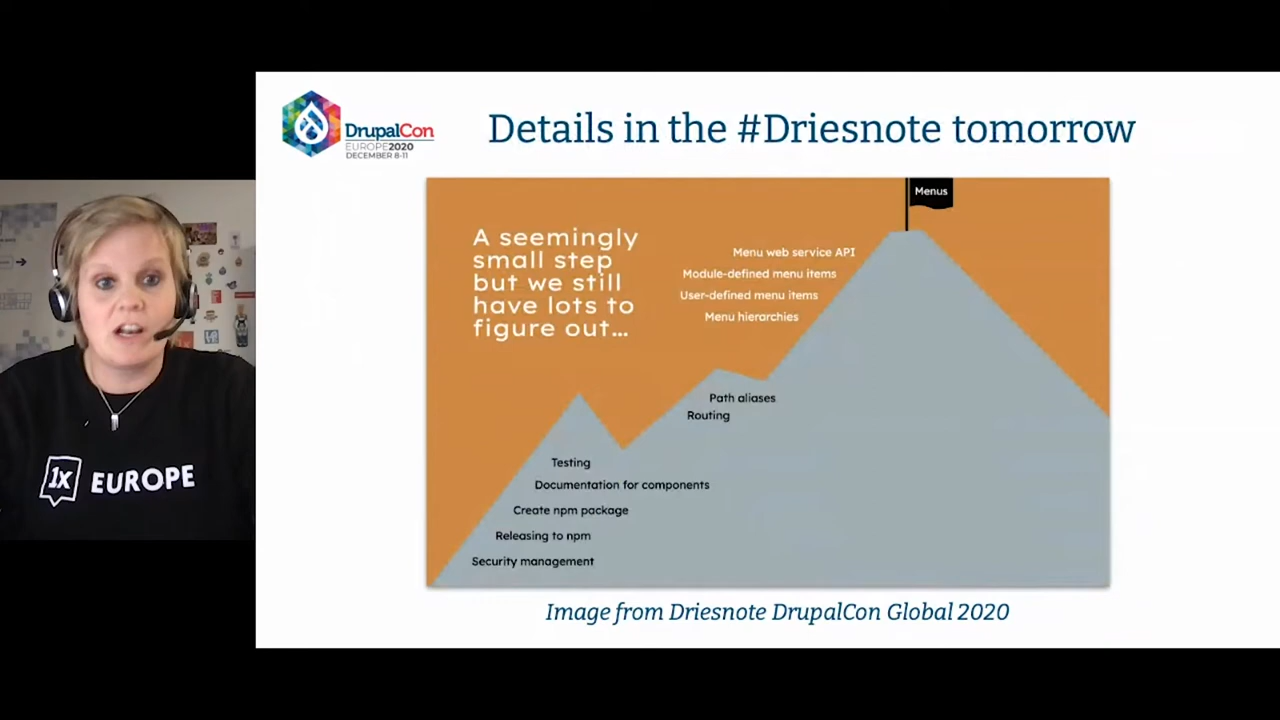 DrupalCon
EUROPE2020
DECEMBER 8-11
Details in the #Driesnote tomorrow
Menus
A seemingly
small step
but we still
have lots to
figure out...
Menu web service API
Module-defined menu items
User-defined menu items
Menu hierarchies
Path aliases
Routing
Testing
Documentation for components
Create npm package
Releasing to npm
Security management
Image from Driesnote DrupalCon Global 2020
1x EUROPE